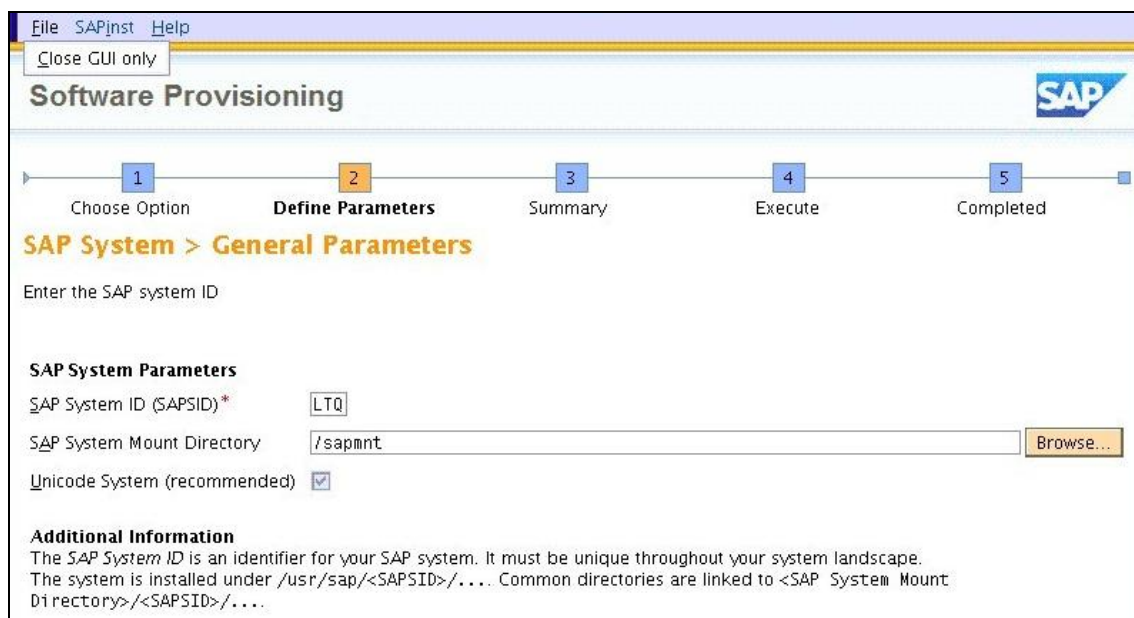 File SAPinst Help
Close GUI only
Software Provisioning
SAP
1 2 3 4 5
Choose Option Define Parameters Summary Execute Completed
SAP System > General Parameters
Enter the SAP system ID
SAP System Parameters
SAP System ID (SAPSID)* LTQ
SAP System Mount Directory /sapmnt Browse...
Unicode System (recommended)
Additional Information
The SAP System ID is an identifier for your SAP system. It must be unique throughout your system landscape.
The system is installed under /usr/sap/<SAPSID>/.... Common directories are linked to <SAP System Mount
Directory>/<SAPSID>/....